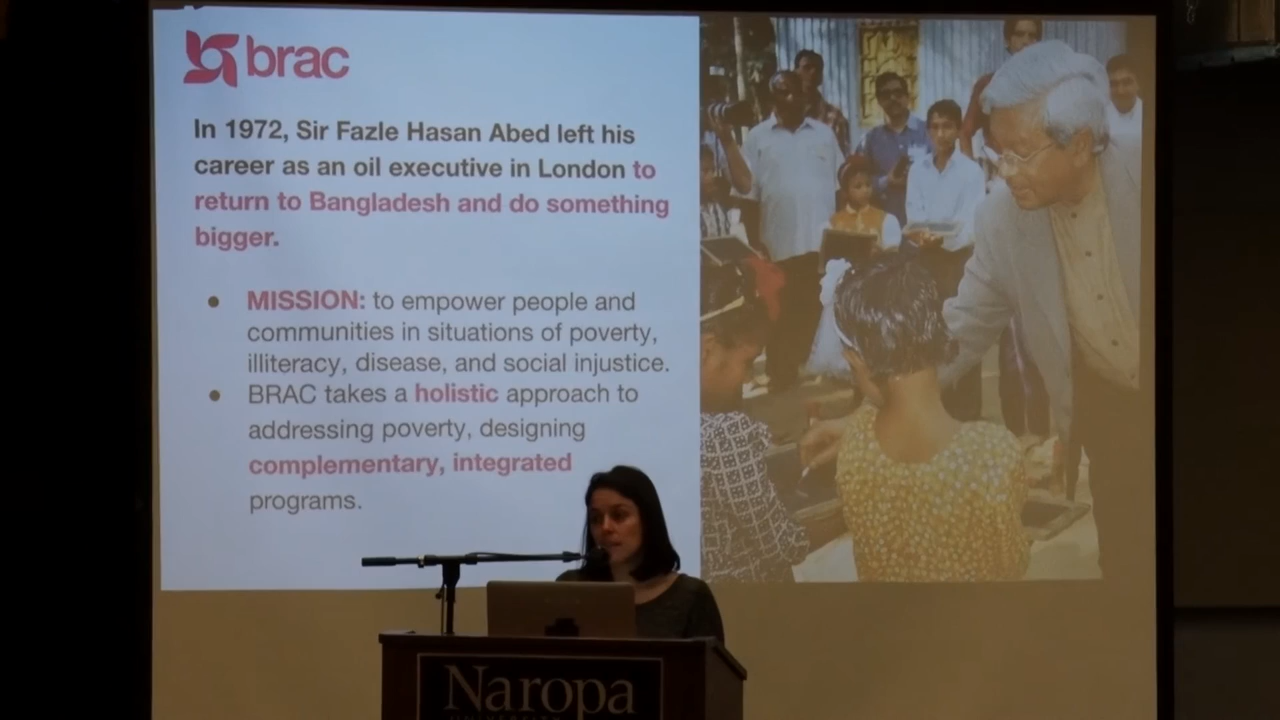 brac
In 1972, Sir Fazle Hasan Abed left his
career as an oil executive in London to
return to Bangladesh and do something
bigger.
● MISSION: to empower people and
communities in situations of poverty,
illiteracy, disease, and social injustice.
● BRAC takes a holistic approach to
addressing poverty, designing
complementary, integrated
programs.
Naropa
UNIVERSITY